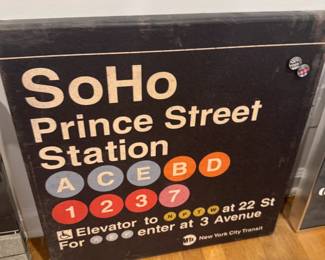 SoHo
Prince Street
Station
A C E B D
1 2 3 7
Elevator to N R T W at 22 St
For A C E enter at 3 Avenue
MTA New York City Transit